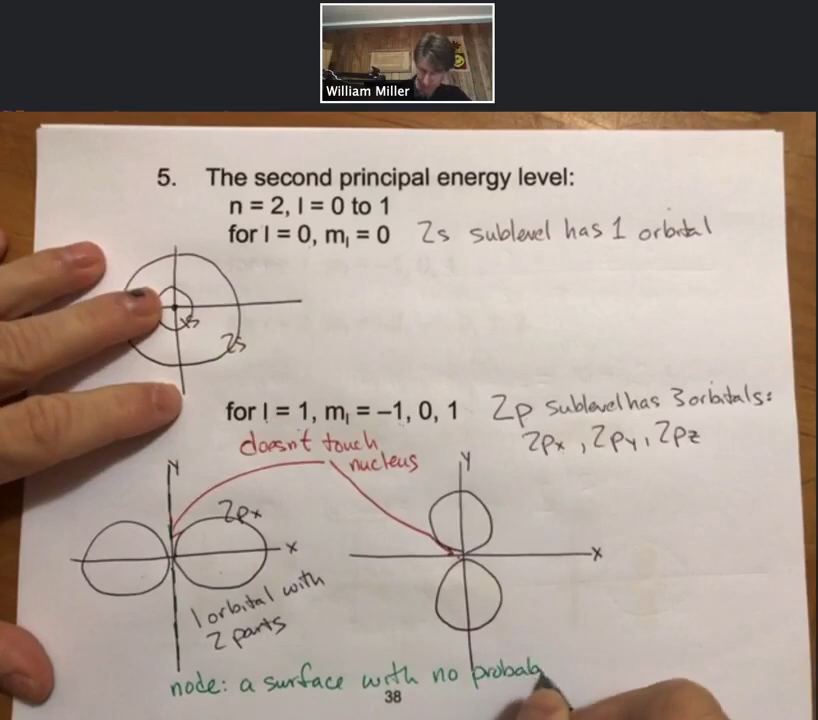 William Miller
5. The second principal energy level:
n = 2, l = 0 to 1
for l = 0, mₗ = 0 2s sublevel has 1 orbital
1s
2s
for l = 1, mₗ = –1, 0, 1 2p sublevel has 3 orbitals:
2px, 2py, 2pz
doesn't touch
nucleus
Y
2px
x
1 orbital with
2 parts
Y
x
node: a surface with no probab
38